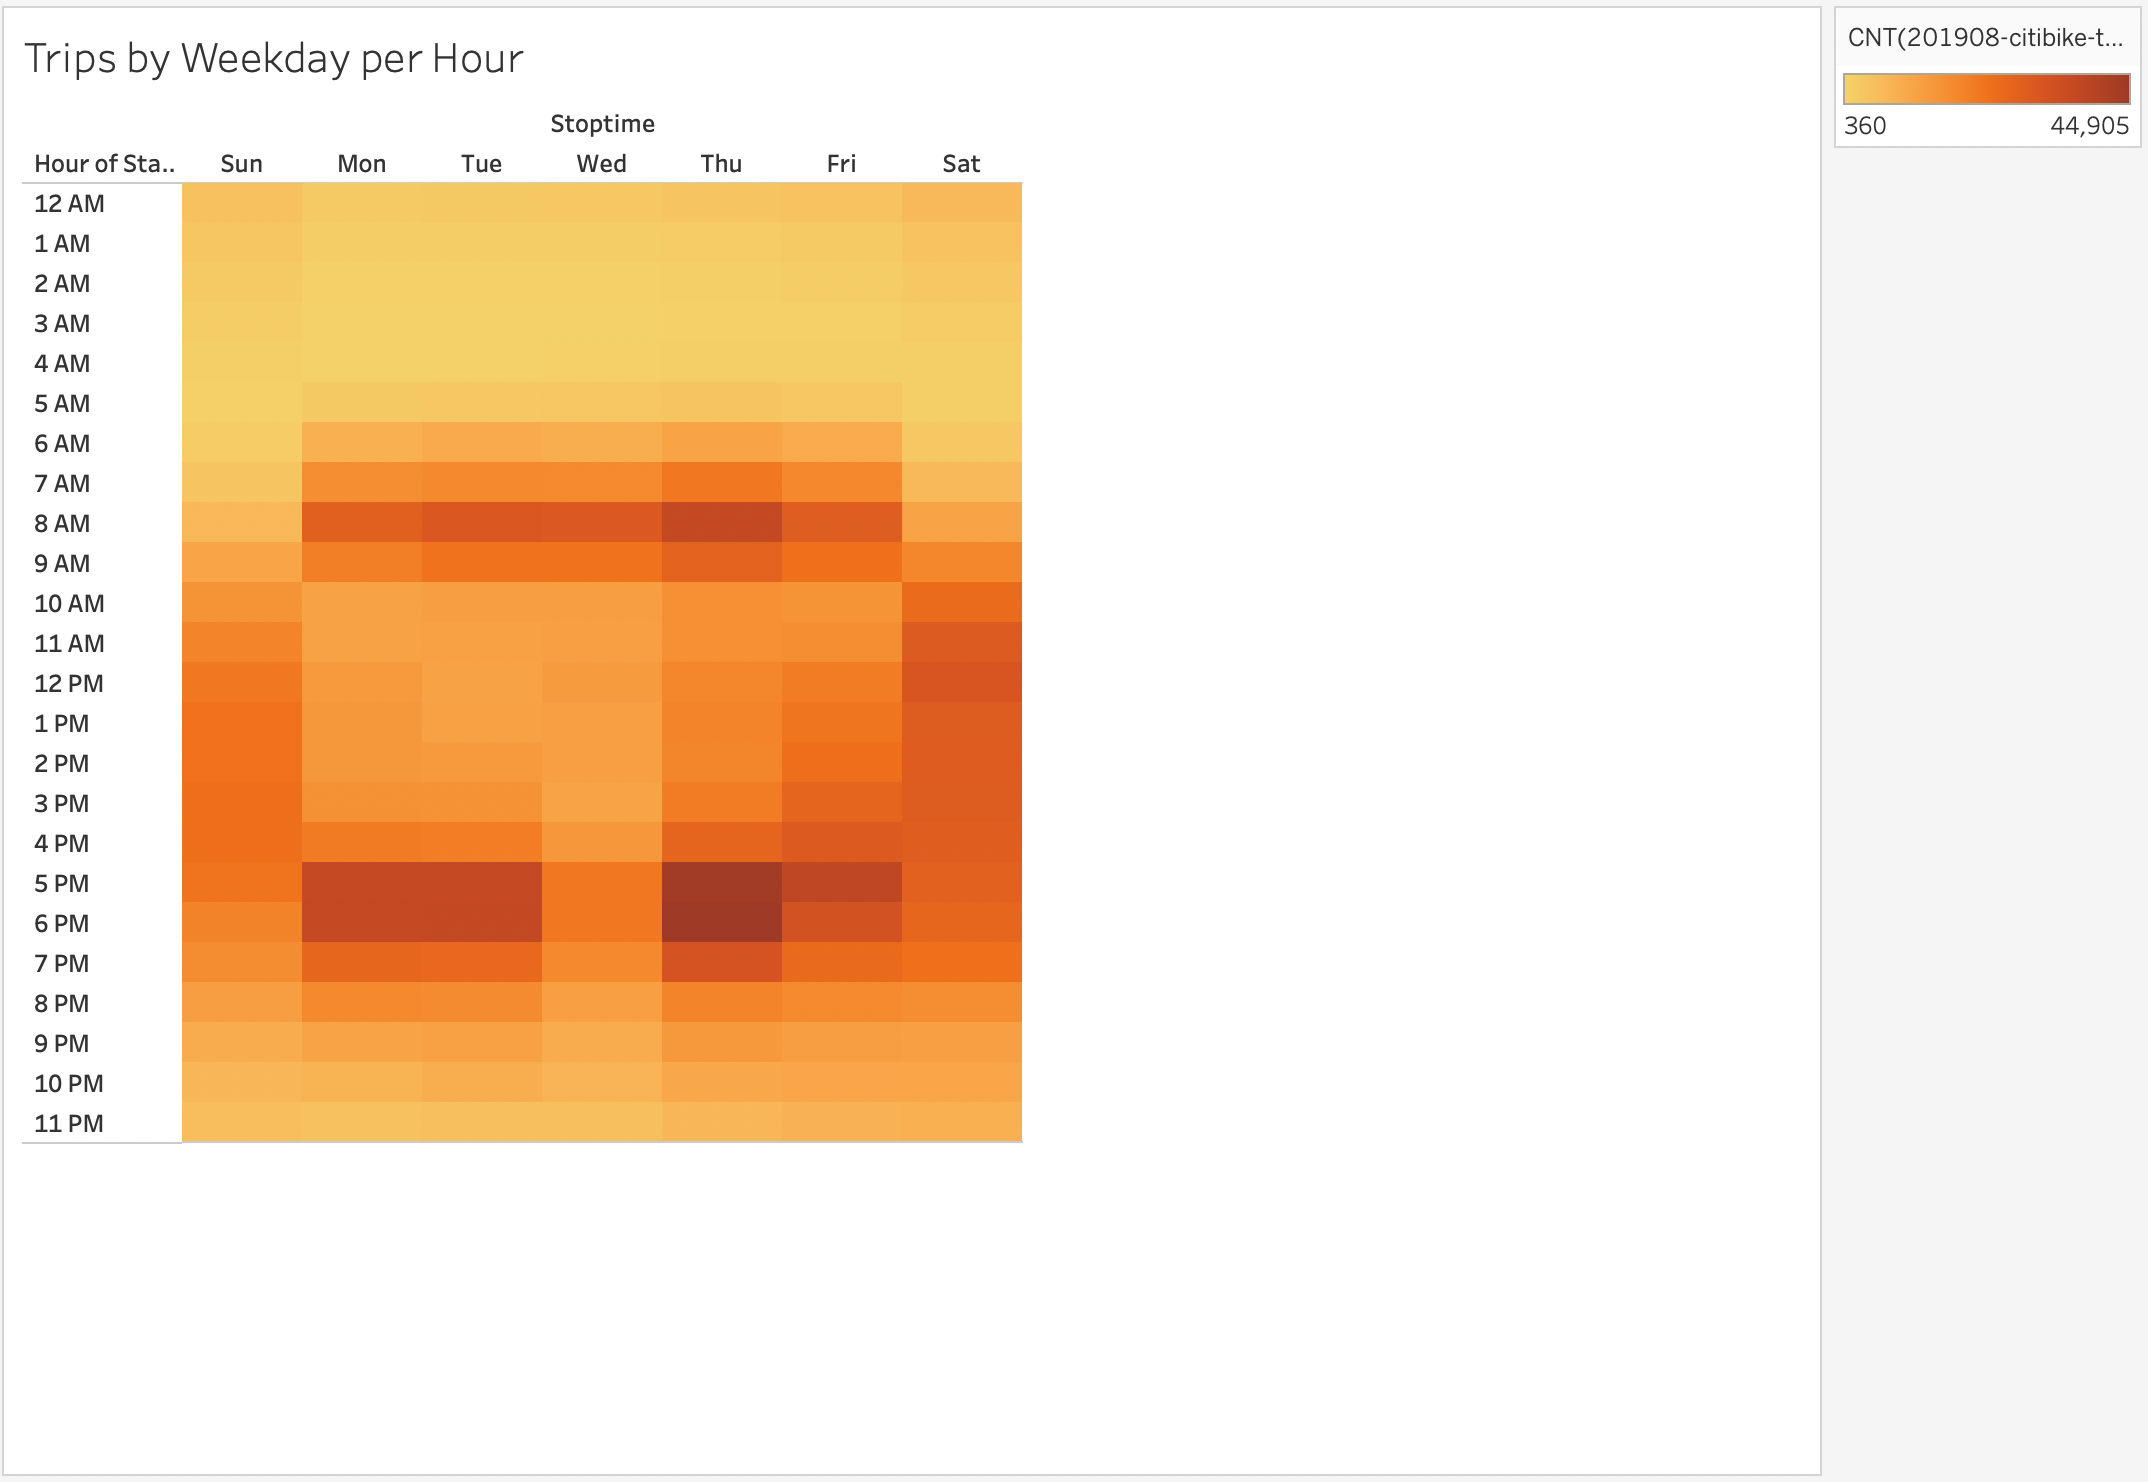 Trips by Weekday per Hour
CNT(201908-citibike-t...
360 44,905
Stoptime
Hour of Sta.. Sun Mon Tue Wed Thu Fri Sat
12 AM
1 AM
2 AM
3 AM
4 AM
5 AM
6 AM
7 AM
8 AM
9 AM
10 AM
11 AM
12 PM
1 PM
2 PM
3 PM
4 PM
5 PM
6 PM
7 PM
8 PM
9 PM
10 PM
11 PM